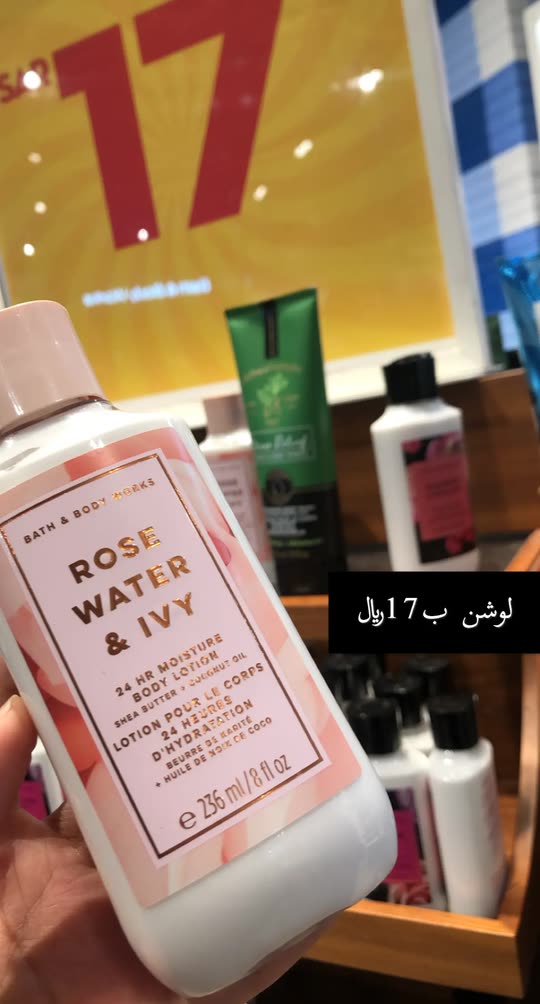 SAR
17
BATH & BODY WORKS
ROSE
WATER
& IVY
24 HR MOISTURE
BODY LOTION
SHEA BUTTER + COCONUT OIL
LOTION POUR LE CORPS
24 HEURES
D'HYDRATATION
BEURRE DE KARITÉ
+ HUILE DE NOIX DE COCO
e 236 ml/8 fl oz
لوشن ب17ريال